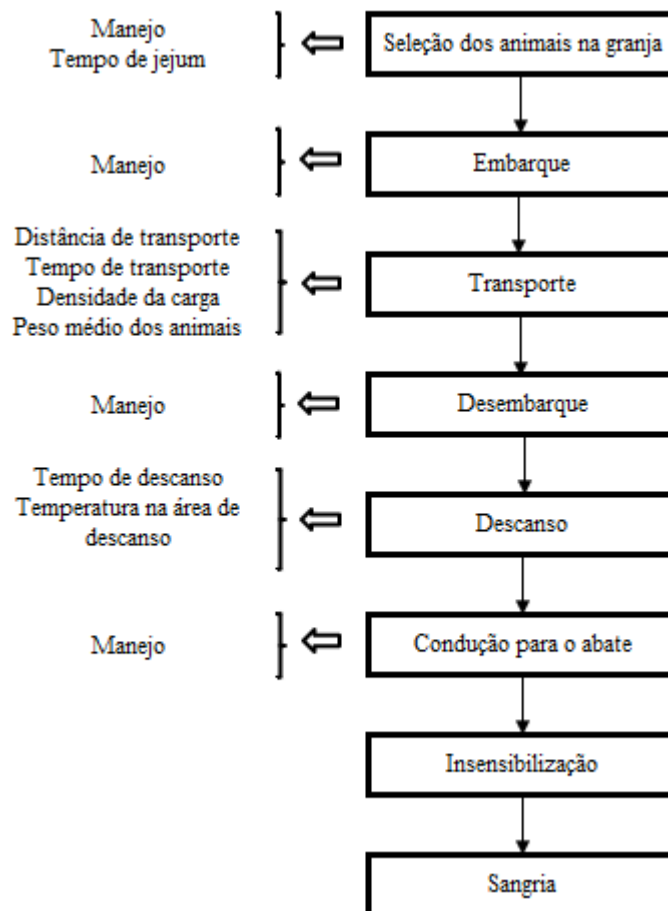 Manejo
Tempo de jejum
Seleção dos animais na granja
Manejo
Embarque
Distância de transporte
Tempo de transporte
Densidade da carga
Peso médio dos animais
Transporte
Manejo
Desembarque
Tempo de descanso
Temperatura na área de
descanso
Descanso
Manejo
Condução para o abate
Insensibilização
Sangria